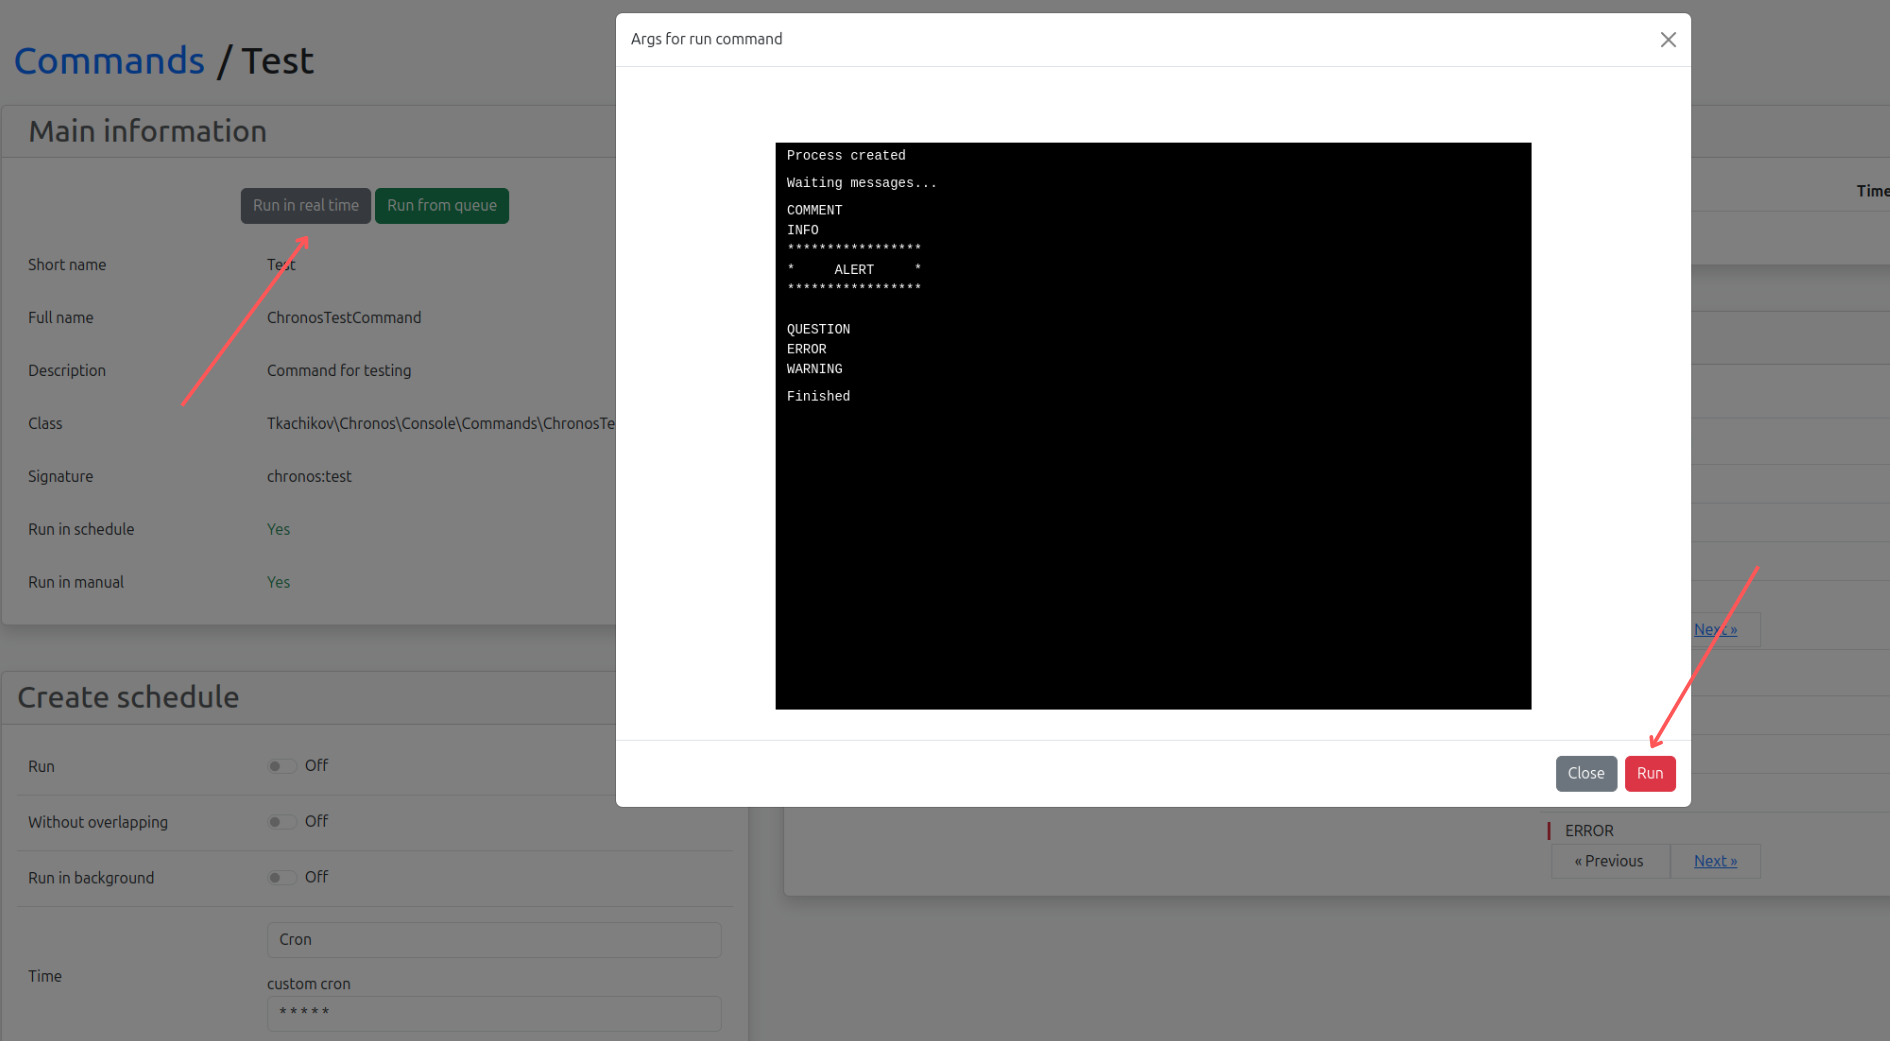 Commands / Test
Main information
Run in real time
Run from queue
Short name
Test
Full name
ChronosTestCommand
Description
Command for testing
Class
Tkachikov\Chronos\Console\Commands\ChronosTe
Signature
chronos:test
Run in schedule
Yes
Run in manual
Yes
Create schedule
Run
Off
Without overlapping
Off
Run in background
Off
Time
Cron
custom cron
* * * * *
Args for run command
Process created
Waiting messages...
COMMENT
INFO
*****************
*     ALERT     *
*****************
QUESTION
ERROR
WARNING
Finished
Close
Run
Time
Next »
ERROR
« Previous
Next »